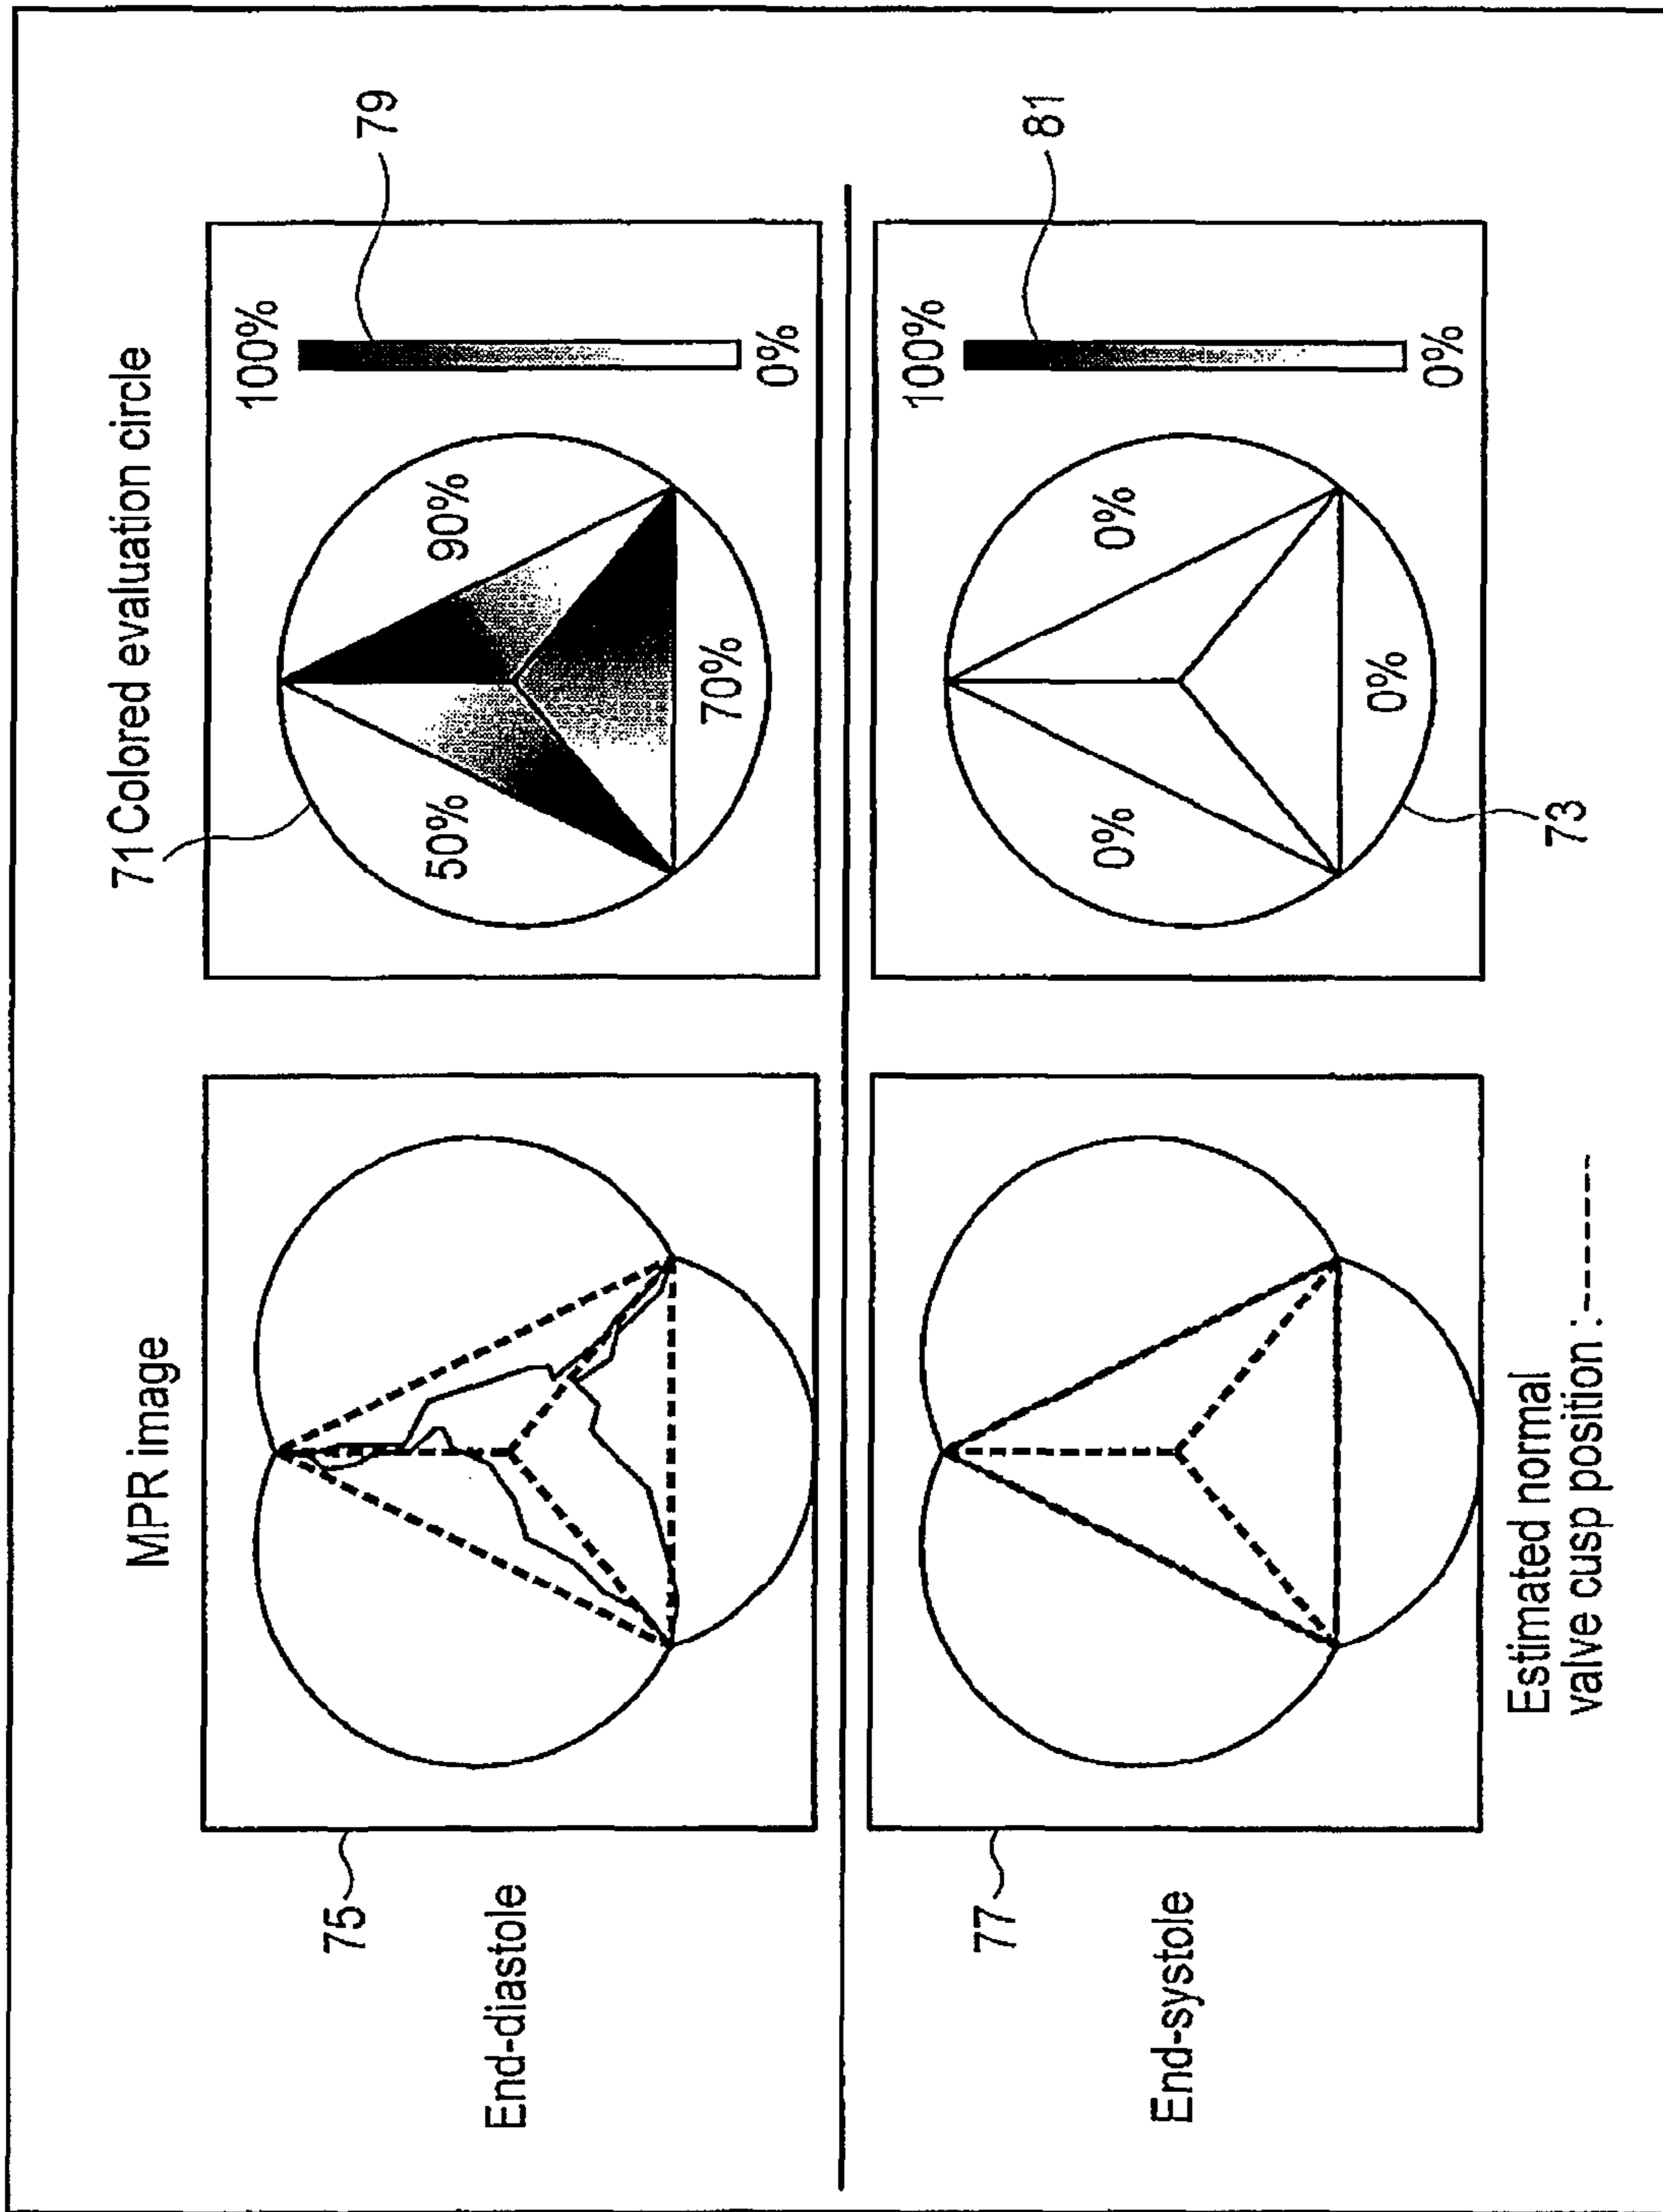 MPR image
71 Colored evaluation circle
75
End-diastole
50%
90%
70%
100%
0%
79
77
End-systole
0%
0%
0%
100%
0%
81
73
Estimated normal
valve cusp position : -------